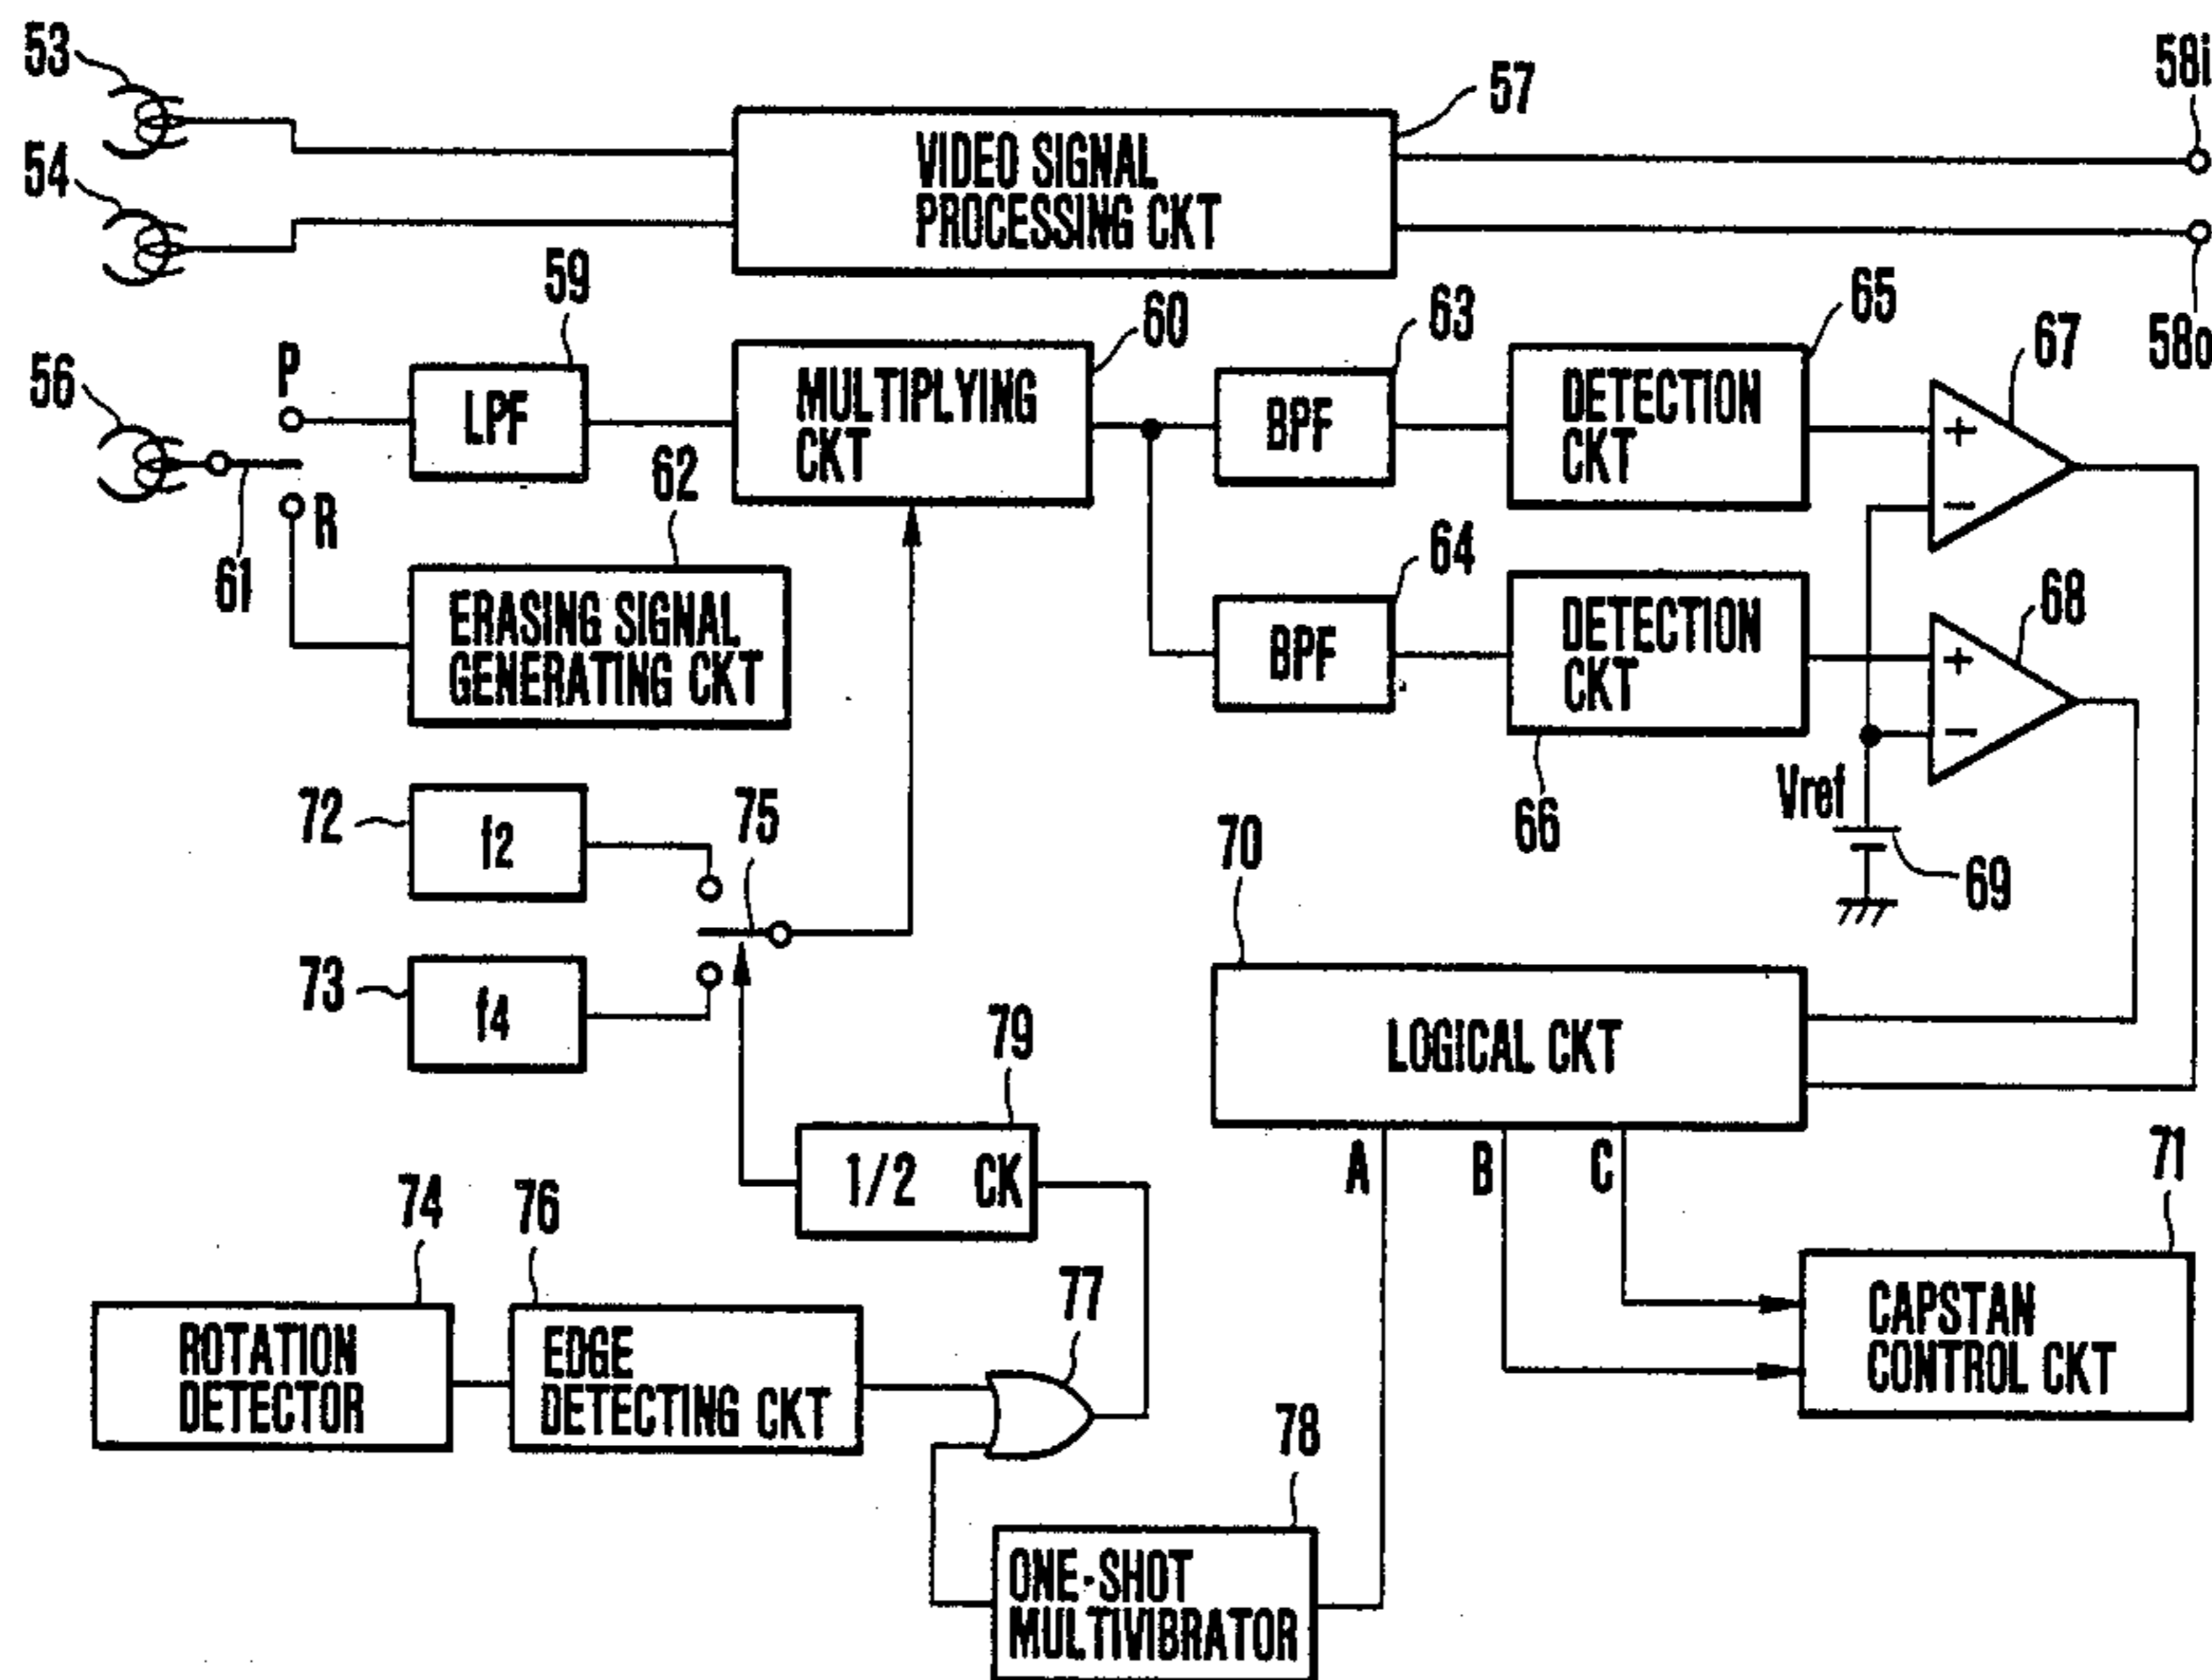 53
57
58i
VIDEO SIGNAL
PROCESSING CKT
54
59
60
63
65
67
58o
56
P
LPF
MULTIPLYING
CKT
BPF
DETECTION
CKT
+
−
62
R
61
64
68
ERASING SIGNAL
GENERATING CKT
BPF
DETECTION
CKT
+
−
72
f2
75
66
Vref
69
70
73
f4
79
LOGICAL CKT
1/2 CK
A
B
C
71
74
76
77
CAPSTAN
CONTROL CKT
ROTATION
DETECTOR
EDGE
DETECTING CKT
78
ONE-SHOT
MULTIVIBRATOR